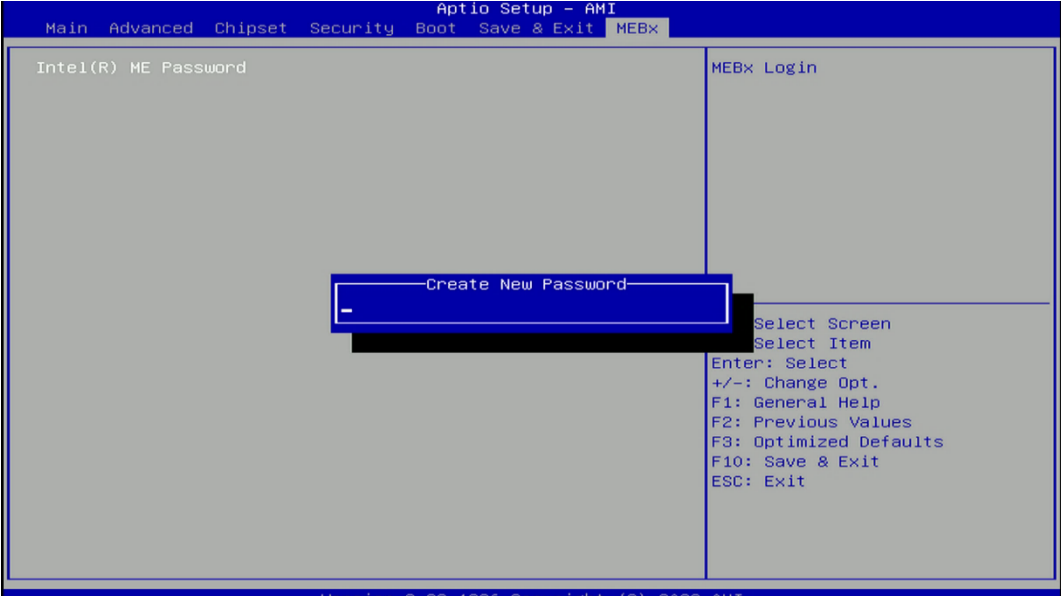 Aptio Setup – AMI
Main Advanced Chipset Security Boot Save & Exit MEBx
Intel(R) ME Password
MEBx Login
Create New Password
Select Screen
Select Item
Enter: Select
+/-: Change Opt.
F1: General Help
F2: Previous Values
F3: Optimized Defaults
F10: Save & Exit
ESC: Exit